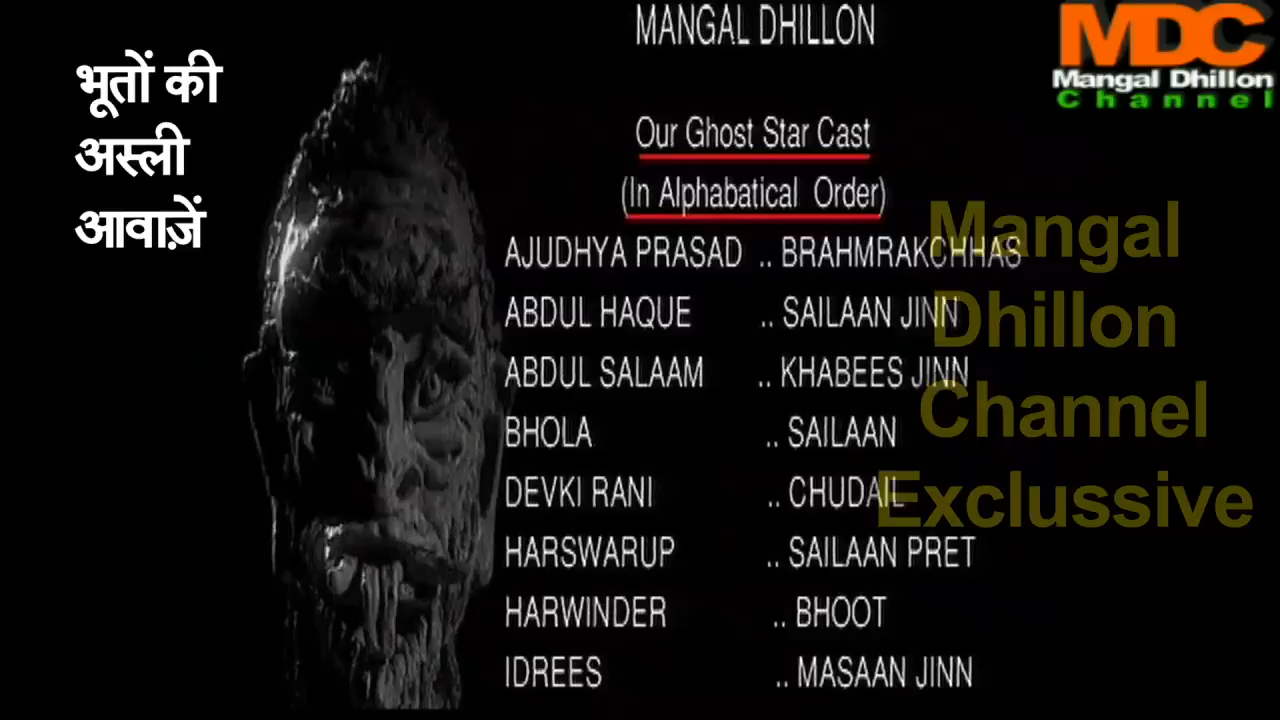 भूतों की
अस्ली
आवाज़ें
MANGAL DHILLON
MDC
Mangal Dhillon
Channel
Our Ghost Star Cast
(In Alphabatical Order)
AJUDHYA PRASAD .. BRAHMRAKCHHAS
ABDUL HAQUE .. SAILAAN JINN
ABDUL SALAAM .. KHABEES JINN
BHOLA .. SAILAAN
DEVKI RANI .. CHUDAIL
HARSWARUP .. SAILAAN PRET
HARWINDER .. BHOOT
IDREES .. MASAAN JINN
Mangal
Dhillon
Channel
Exclussive